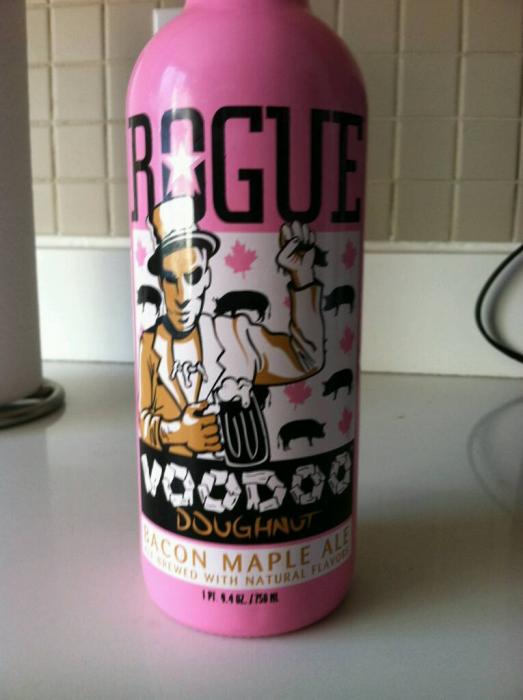 ROGUE
VOODOO
DOUGHNUT
BACON MAPLE ALE
ALE BREWED WITH NATURAL FLAVORS
1 PT. 9.4 OZ. / 750 ML